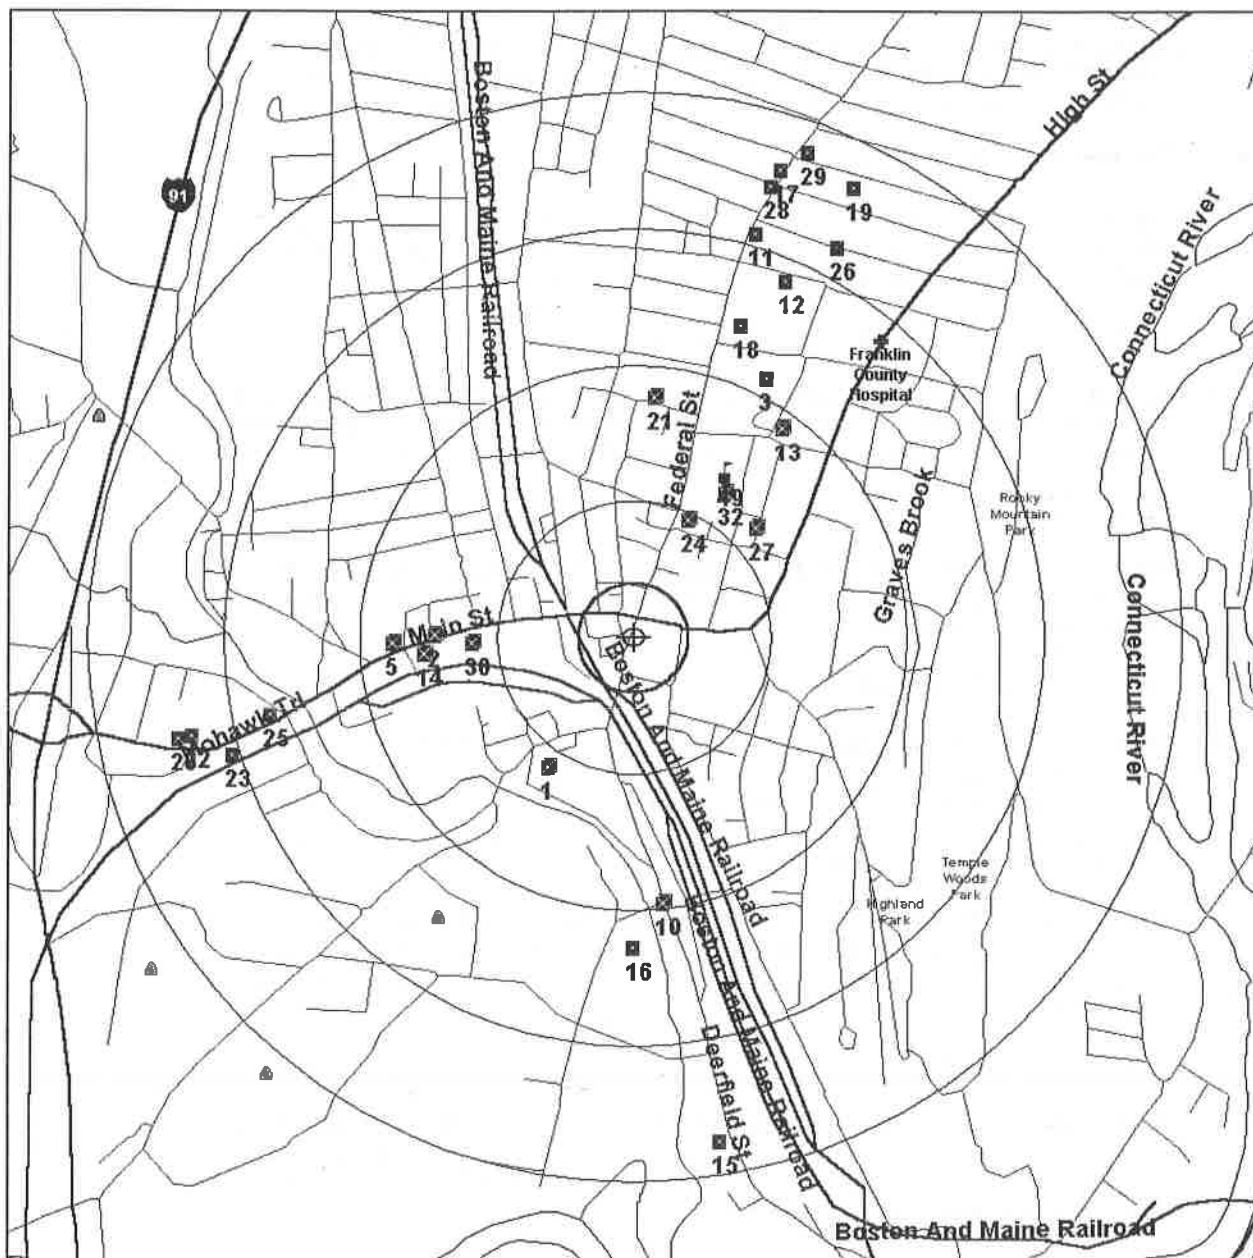 High St
Boston And Maine Railroad
91
29
17
28
19
Connecticut River
11
26
12
Connecticut River
18
Franklin
County
Hospital
3
21
Federal St
13
Graves Brook
Rocky
Mountain
Park
32
24
27
Connecticut River
Main St
5
14
30
Boston And Maine Railroad
Mohawk Trl
25
23
1
Temple
Woods
Park
Highland
Park
10
Boston And Maine Railroad
16
Deerfield St
15
Boston And Maine Railroad